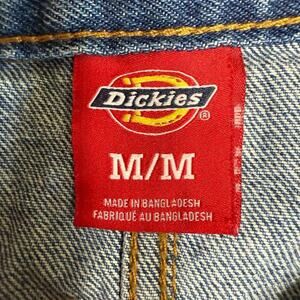 Dickies
®
M/M
MADE IN BANGLADESH
FABRIQUÉ AU BANGLADESH